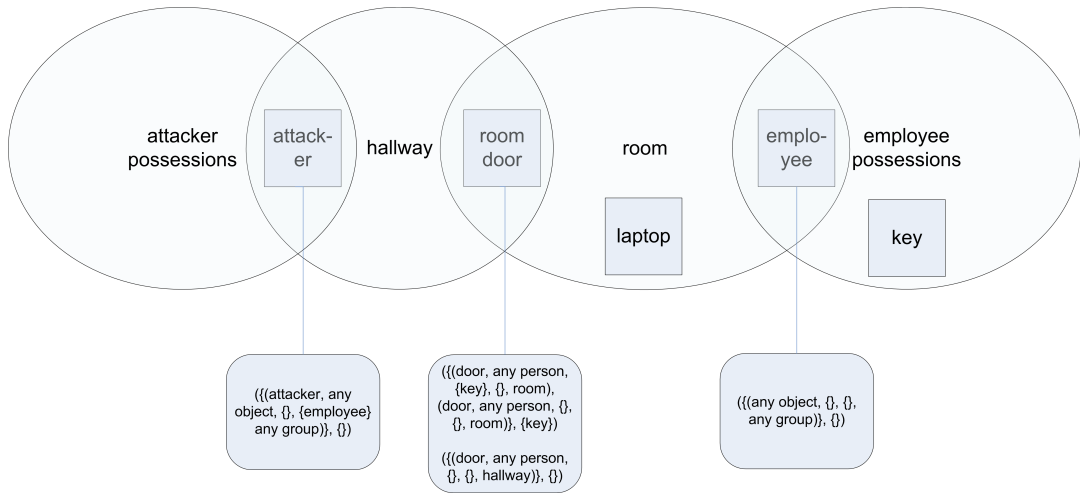 attacker
possessions
attack-
er
hallway
room
door
room
emplo-
yee
employee
possessions
laptop
key
({(attacker, any
object, {}, {employee}
any group)}, {})
({(door, any person,
{key}, {}, room),
(door, any person, {},
{}, room)}, {key})
({(door, any person,
{}, {}, hallway)}, {})
({(any object, {}, {},
any group)}, {})